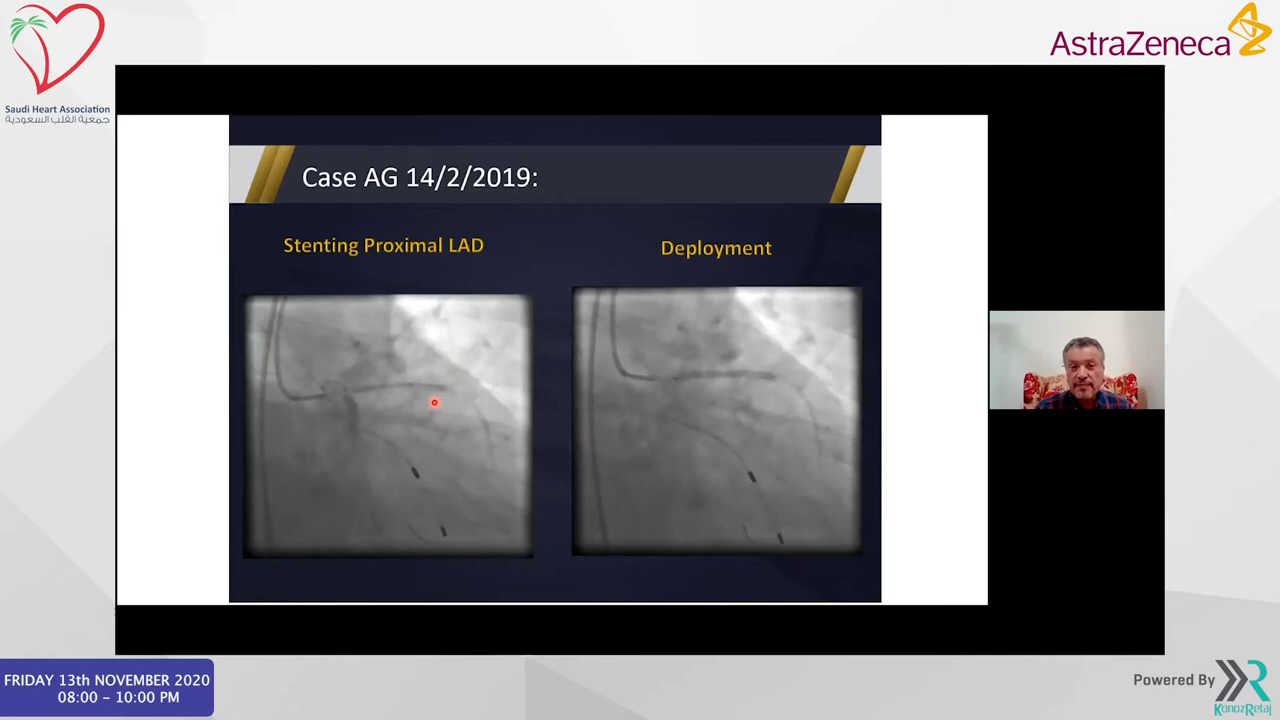 Saudi Heart Association
جمعية القلب السعودية
AstraZeneca
Case AG 14/2/2019:
Stenting Proximal LAD
Deployment
FRIDAY 13th NOVEMBER 2020
08:00 – 10:00 PM
Powered By
KonozRetaj